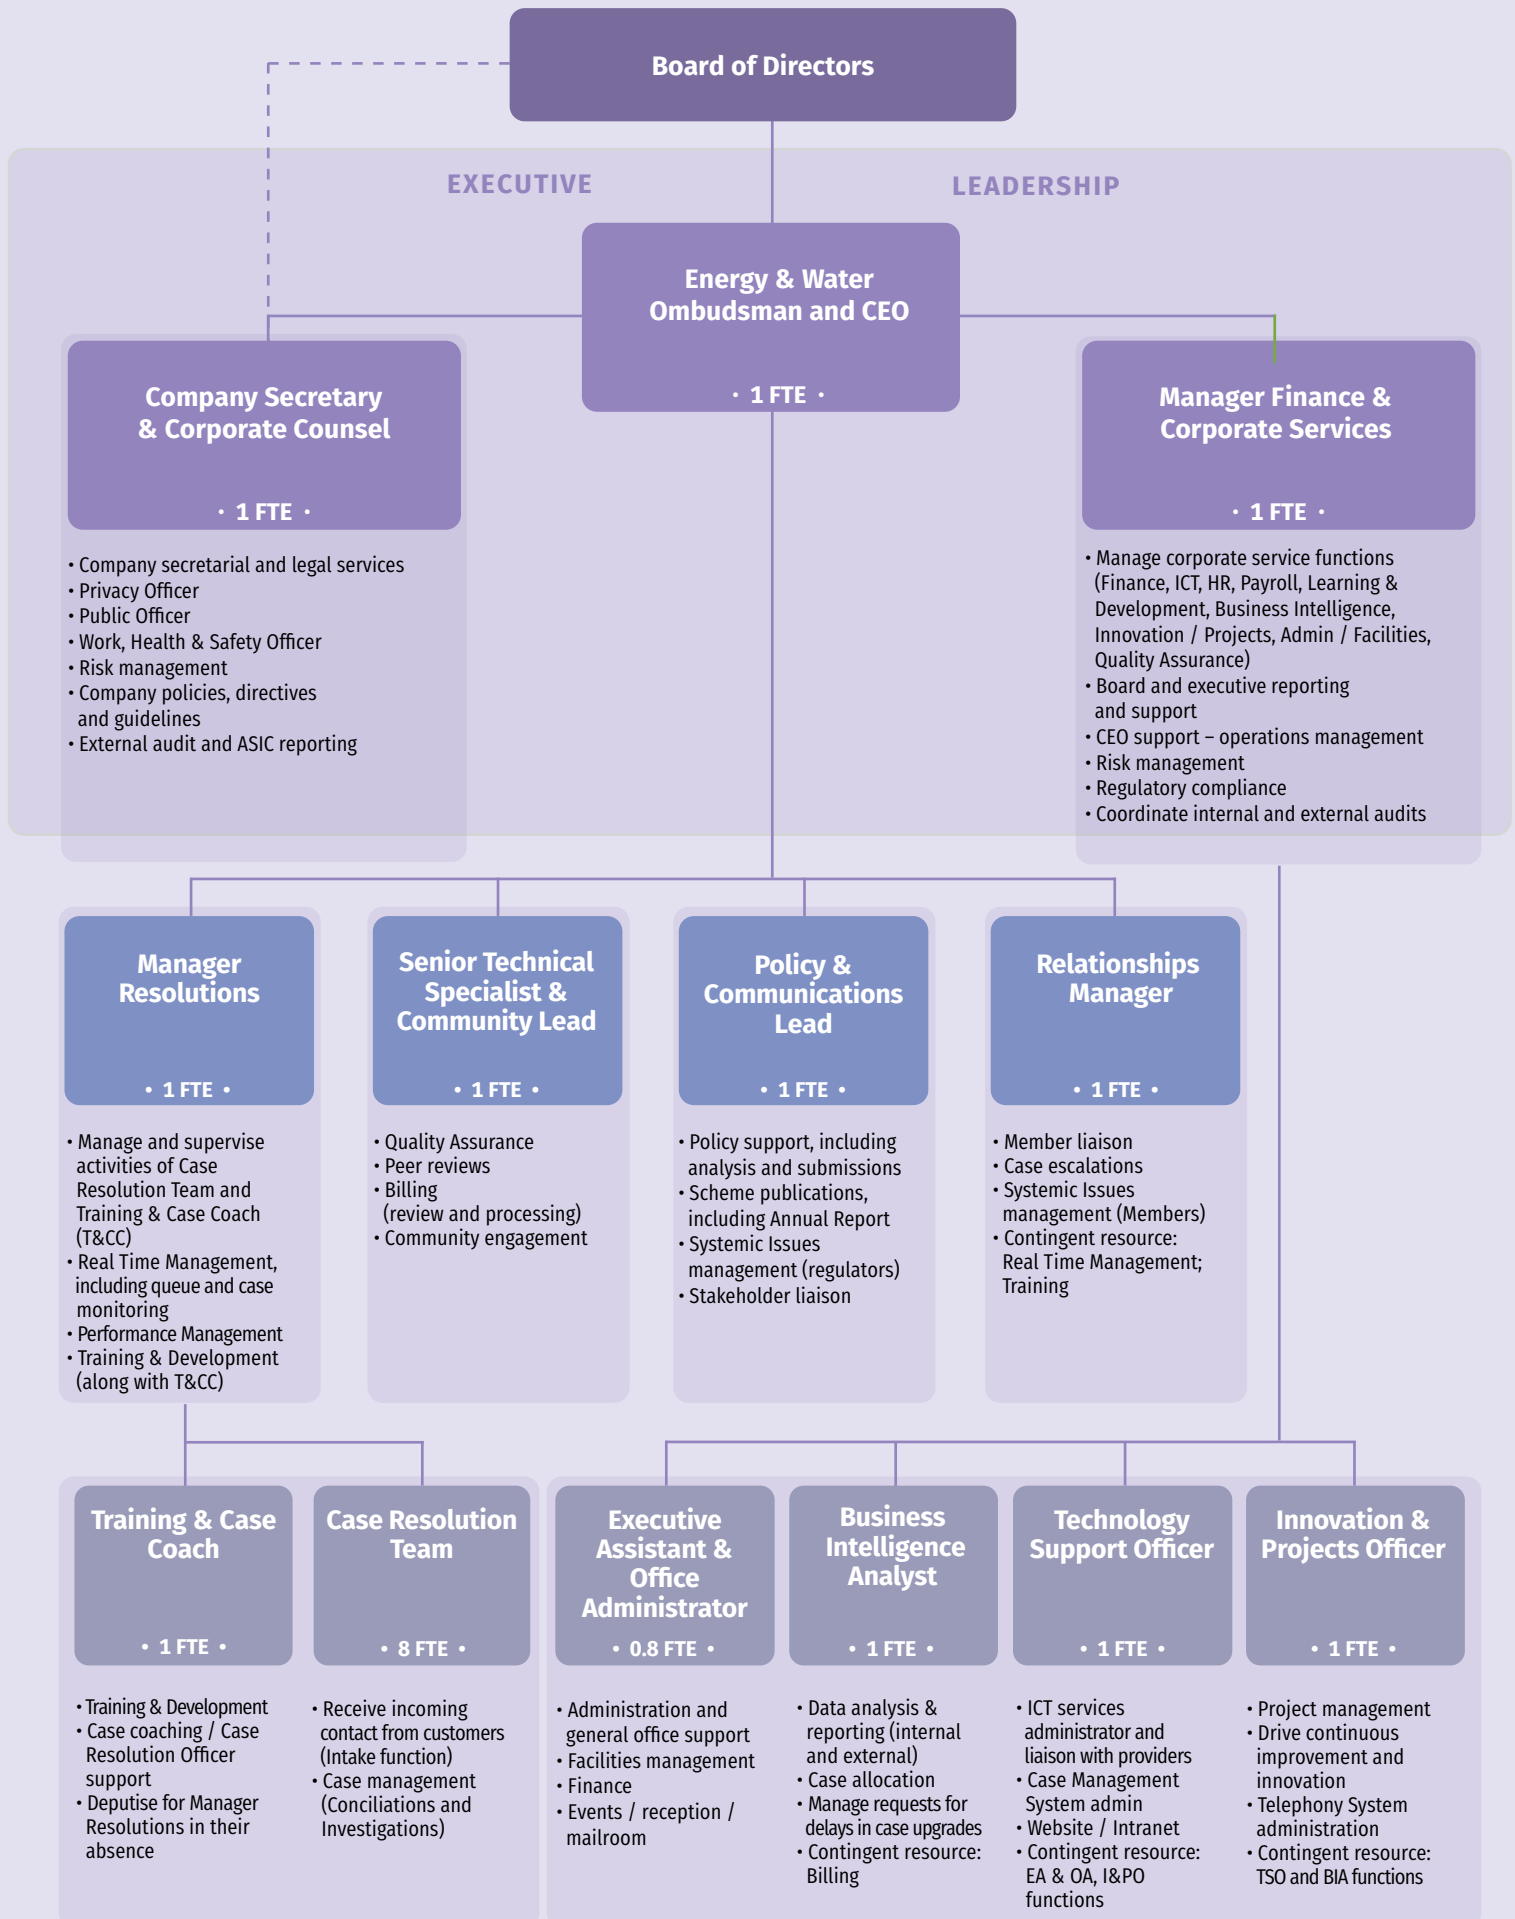 Board of Directors
EXECUTIVE
LEADERSHIP
Energy & Water
Ombudsman and CEO
• 1 FTE •
Company Secretary
& Corporate Counsel
• 1 FTE •
• Company secretarial and legal services
• Privacy Officer
• Public Officer
• Work, Health & Safety Officer
• Risk management
• Company policies, directives
and guidelines
• External audit and ASIC reporting
Manager Finance &
Corporate Services
• 1 FTE •
• Manage corporate service functions
(Finance, ICT, HR, Payroll, Learning &
Development, Business Intelligence,
Innovation / Projects, Admin / Facilities,
Quality Assurance)
• Board and executive reporting
and support
• CEO support – operations management
• Risk management
• Regulatory compliance
• Coordinate internal and external audits
Manager
Resolutions
• 1 FTE •
• Manage and supervise
activities of Case
Resolution Team and
Training & Case Coach
(T&CC)
• Real Time Management,
including queue and case
monitoring
• Performance Management
• Training & Development
(along with T&CC)
Senior Technical
Specialist &
Community Lead
• 1 FTE •
• Quality Assurance
• Peer reviews
• Billing
(review and processing)
• Community engagement
Policy &
Communications
Lead
• 1 FTE •
• Policy support, including
analysis and submissions
• Scheme publications,
including Annual Report
• Systemic Issues
management (regulators)
• Stakeholder liaison
Relationships
Manager
• 1 FTE •
• Member liaison
• Case escalations
• Systemic Issues
management (Members)
• Contingent resource:
Real Time Management;
Training
Training & Case
Coach
• 1 FTE •
• Training & Development
• Case coaching / Case
Resolution Officer
support
• Deputise for Manager
Resolutions in their
absence
Case Resolution
Team
• 8 FTE •
• Receive incoming
contact from customers
(Intake function)
• Case management
(Conciliations and
Investigations)
Executive
Assistant &
Office
Administrator
• 0.8 FTE •
• Administration and
general office support
• Facilities management
• Finance
• Events / reception /
mailroom
Business
Intelligence
Analyst
• 1 FTE •
• Data analysis &
reporting (internal
and external)
• Case allocation
• Manage requests for
delays in case upgrades
• Contingent resource:
Billing
Technology
Support Officer
• 1 FTE •
• ICT services
administrator and
liaison with providers
• Case Management
System admin
• Website / Intranet
• Contingent resource:
EA & OA, I&PO
functions
Innovation &
Projects Officer
• 1 FTE •
• Project management
• Drive continuous
improvement and
innovation
• Telephony System
administration
• Contingent resource:
TSO and BIA functions